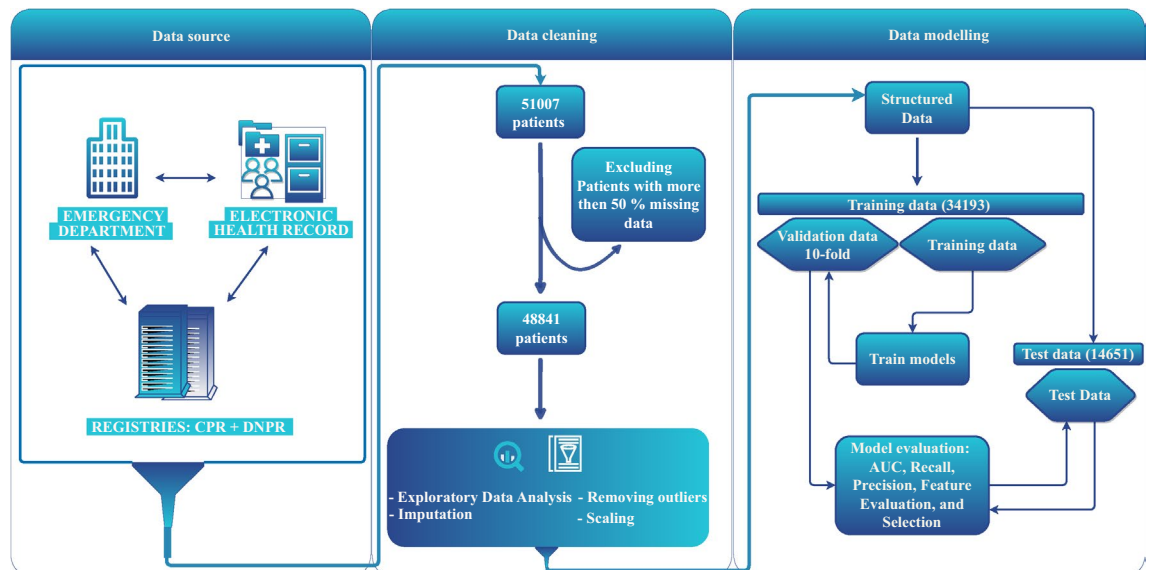 Data source
EMERGENCY
DEPARTMENT
ELECTRONIC
HEALTH RECORD
REGISTRIES: CPR + DNPR
Data cleaning
51007
patients
Excluding
Patients with more
then 50 % missing
data
48841
patients
- Exploratory Data Analysis
- Imputation
- Removing outliers
- Scaling
Data modelling
Structured
Data
Training data (34193)
Validation data
10-fold
Training data
Train models
Test data (14651)
Test Data
Model evaluation:
AUC, Recall,
Precision, Feature
Evaluation, and
Selection